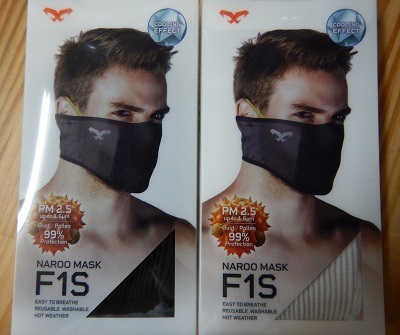 COOLING
EFFECT
PM 2.5
Dust / Pollen
99%
Protection
NAROO MASK
F1S
EASY TO BREATHE
REUSABLE, WASHABLE
HOT WEATHER
COOLING
EFFECT
PM 2.5
Dust / Pollen
99%
Protection
NAROO MASK
F1S
EASY TO BREATHE
REUSABLE, WASHABLE
HOT WEATHER